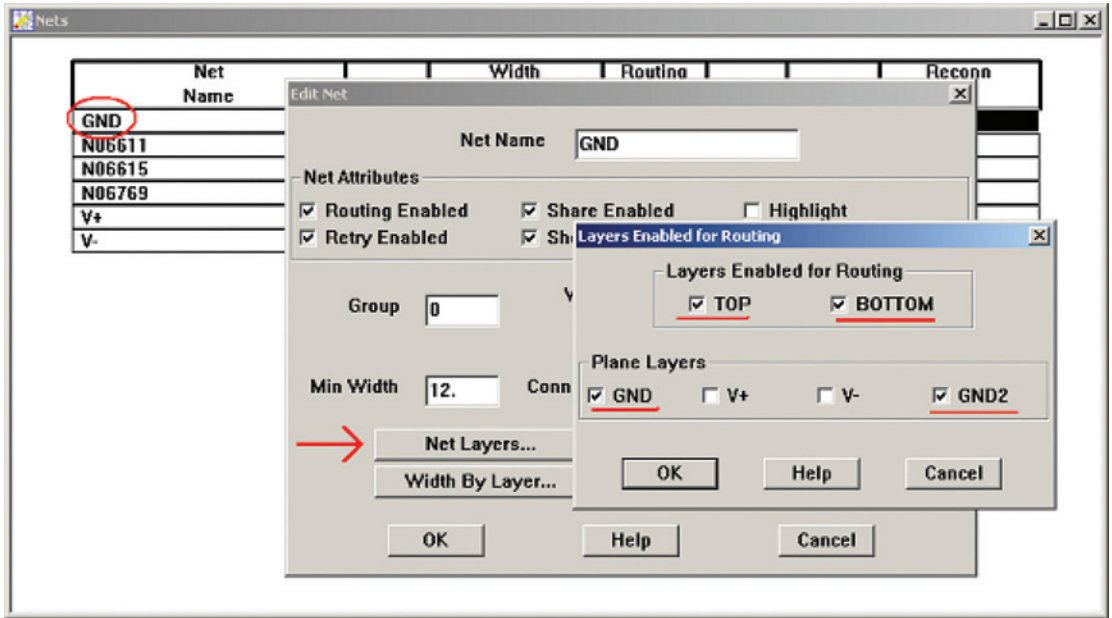 Nets
Net Width Routing Reconn
Name
GND
N06611
N06615
N06769
V+
V-
Edit Net
Net Name GND
Net Attributes
Routing Enabled Share Enabled Highlight
Retry Enabled
Group 0
Min Width 12.
Net Layers...
Width By Layer...
OK Help Cancel
Layers Enabled for Routing
Layers Enabled for Routing
TOP BOTTOM
Plane Layers
GND V+ V- GND2
OK Help Cancel